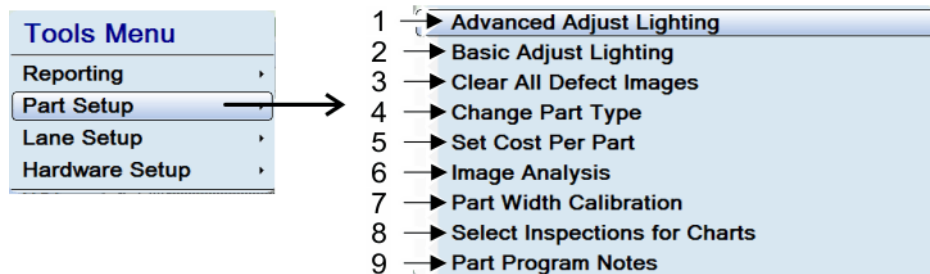 Tools Menu
Reporting
Part Setup
Lane Setup
Hardware Setup
1 Advanced Adjust Lighting
2 Basic Adjust Lighting
3 Clear All Defect Images
4 Change Part Type
5 Set Cost Per Part
6 Image Analysis
7 Part Width Calibration
8 Select Inspections for Charts
9 Part Program Notes